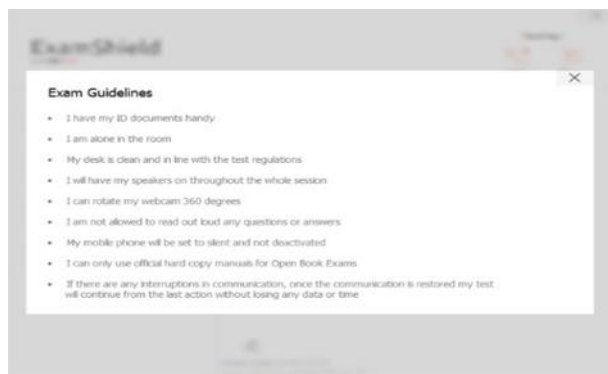 ExamShield
Exam Guidelines
• I have my ID documents handy
• I am alone in the room
• My desk is clean and in line with the test regulations
• I will have my speakers on throughout the whole session
• I can rotate my webcam 360 degrees
• I am not allowed to read out loud any questions or answers
• My mobile phone will be set to silent and not deactivated
• I can only use official hard copy manuals for Open Book Exams
• If there are any interruptions in communication, once the communication is restored my test
will continue from the last action without losing any data or time